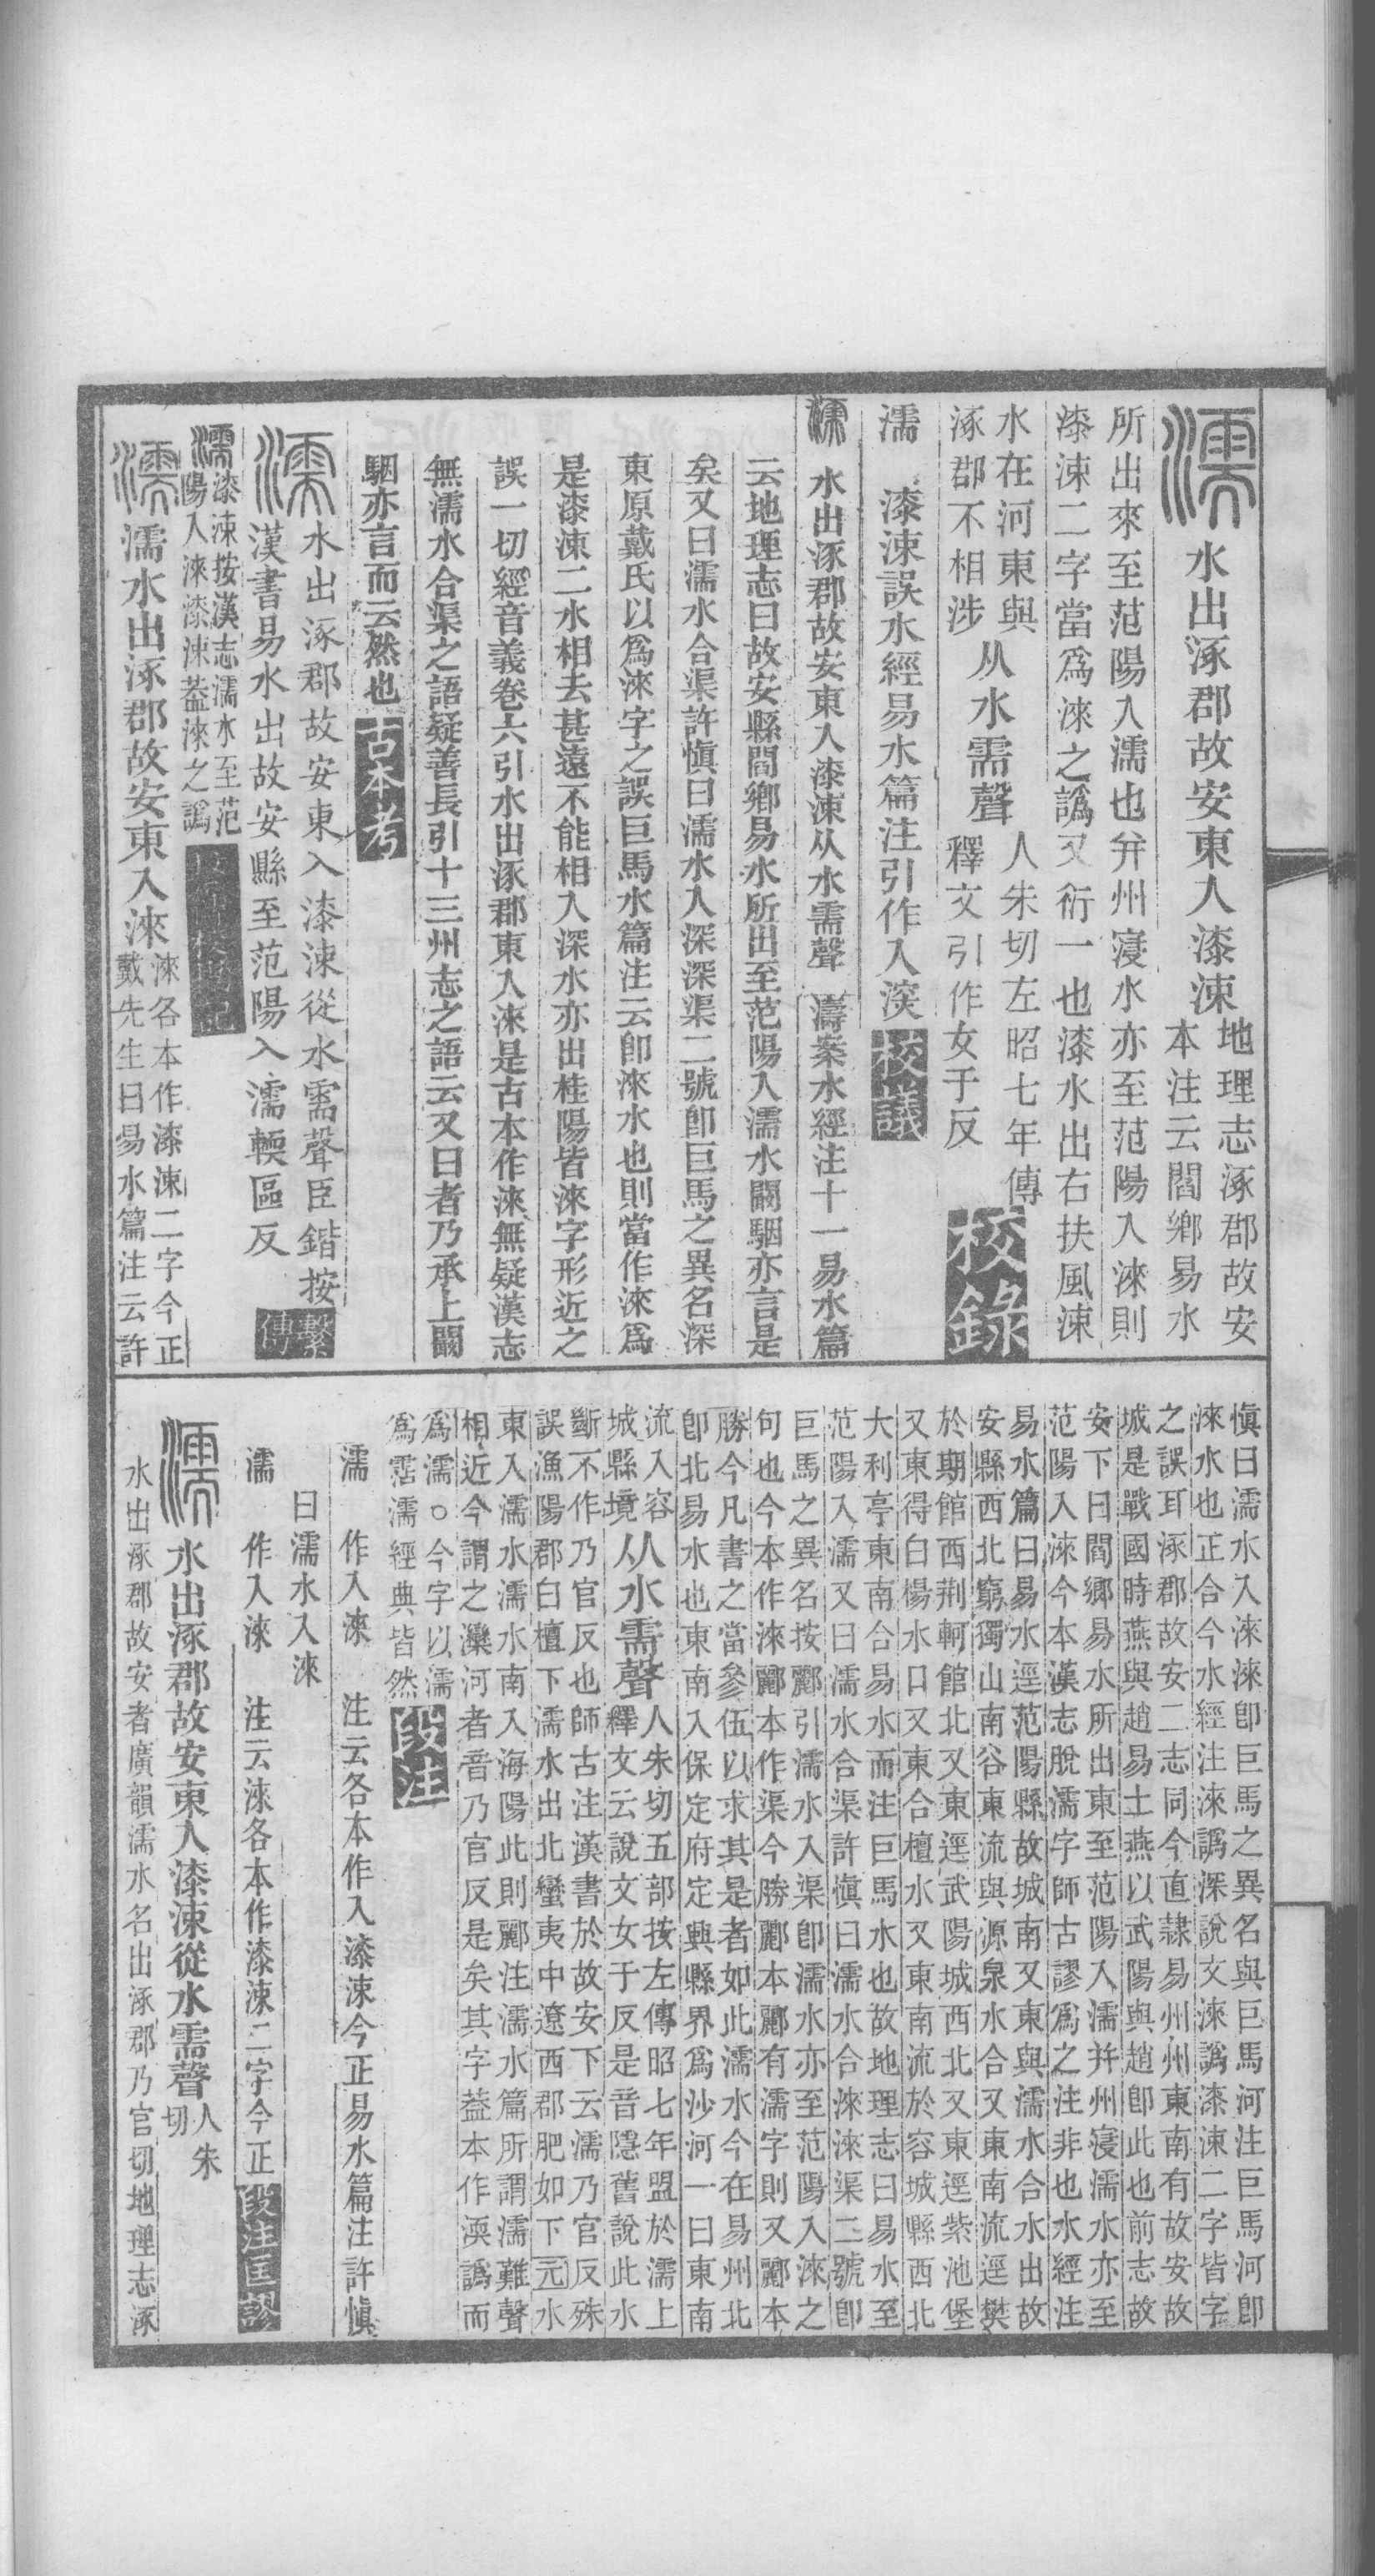 濡 水出涿郡故安東入漆涑 地理志涿郡故安
本注云閻鄉易水
所出來至范陽入濡也幷州寖水亦至范陽入淶則
漆涑二字當爲淶之譌又衍一也漆水出右扶風涑
水在河東與
涿郡不相涉 从水需聲 人朱切左昭七年傳
釋文引作女于反 校錄
濡 漆涑誤水經易水篇注引作入深 校議
濡 水出涿郡故安東入漆涑从水需聲 濤案水經注十一易水篇
云地理志曰故安縣閻鄉易水所出至范陽入濡水闞駰亦言是
矣又曰濡水合渠許愼曰濡水入深深渠二號卽巨馬之異名深
東原戴氏以爲淶字之誤巨馬水篇注云卽淶水也則當作淶爲
是漆涑二水相去甚遠不能相入深水亦出桂陽皆淶字形近之
誤一切經音義卷六引水出涿郡東入淶是古本作淶無疑漢志
無濡水合渠之語疑善長引十三州志之語云又曰者乃承上闞
駰亦言而云然也 古本考
濡 水出涿郡故安東入漆涑從水需聲臣鍇按
漢書易水出故安縣至范陽入濡輭區反 繫傳
濡 漆涑按漢志濡水至范
陽入淶漆涑葢淶之譌
濡 濡水出涿郡故安東入淶 淶各本作漆涑二字今正
戴先生曰易水篇注云許
愼曰濡水入淶淶卽巨馬之異名與巨馬河注巨馬河卽
淶水也正合今水經注淶譌深說文淶譌漆涑二字皆字
之誤耳涿郡故安二志同今直隸易州州東南有故安故
城是戰國時燕與趙易土燕以武陽與趙卽此也前志故
安下曰閻鄉易水所出東至范陽入濡幷州寖濡水亦至
范陽入淶今本漢志脫濡字師古謬爲之注非也水經注
易水篇曰易水逕范陽縣故城南又東與濡水合水出故
安縣西北窮獨山南谷東流與源泉水合又東南流逕樊
於期館西荆軻館北又東逕武陽城西北又東逕紫池堡
又東得白楊水口又東合檀水又東南流於容城縣西北
大利亭東南合易水而注巨馬水也故地理志曰易水至
范陽入濡又曰濡水合渠許愼曰濡水合淶淶渠二號卽
巨馬之異名按酈引濡水入渠卽濡水亦至范陽入淶之
句也今本作淶酈本作渠今勝酈本酈有濡字則又酈本
勝今凡書之當參伍以求其是者如此濡水今在易州北
卽北易水也東南入保定府定興縣界爲沙河一曰東南
流入容
城縣境 从水需聲 人朱切五部按左傳昭七年盟於濡上
釋文云說文女于反是音隱舊說此水
斷不作乃官反也師古注漢書於故安下云濡乃官反殊
誤漁陽郡白檀下濡水出北蠻夷中遼西郡肥如下元水
東入濡水濡水南入海陽此則酈注濡水篇所謂濡難聲
相近今謂之灤河者音乃官反是矣其字葢本作渜譌而
爲濡○今字以濡
爲霑濡經典皆然 段注
濡 作入淶 注云各本作入漆涑今正易水篇注許愼
曰濡水入淶
濡 作入淶 注云淶各本作漆涑二字今正 段注匡謬
濡 水出涿郡故安東入漆涑從水需聲 人朱
切
水出涿郡故安者廣韻濡水名出涿郡乃官切地理志涿